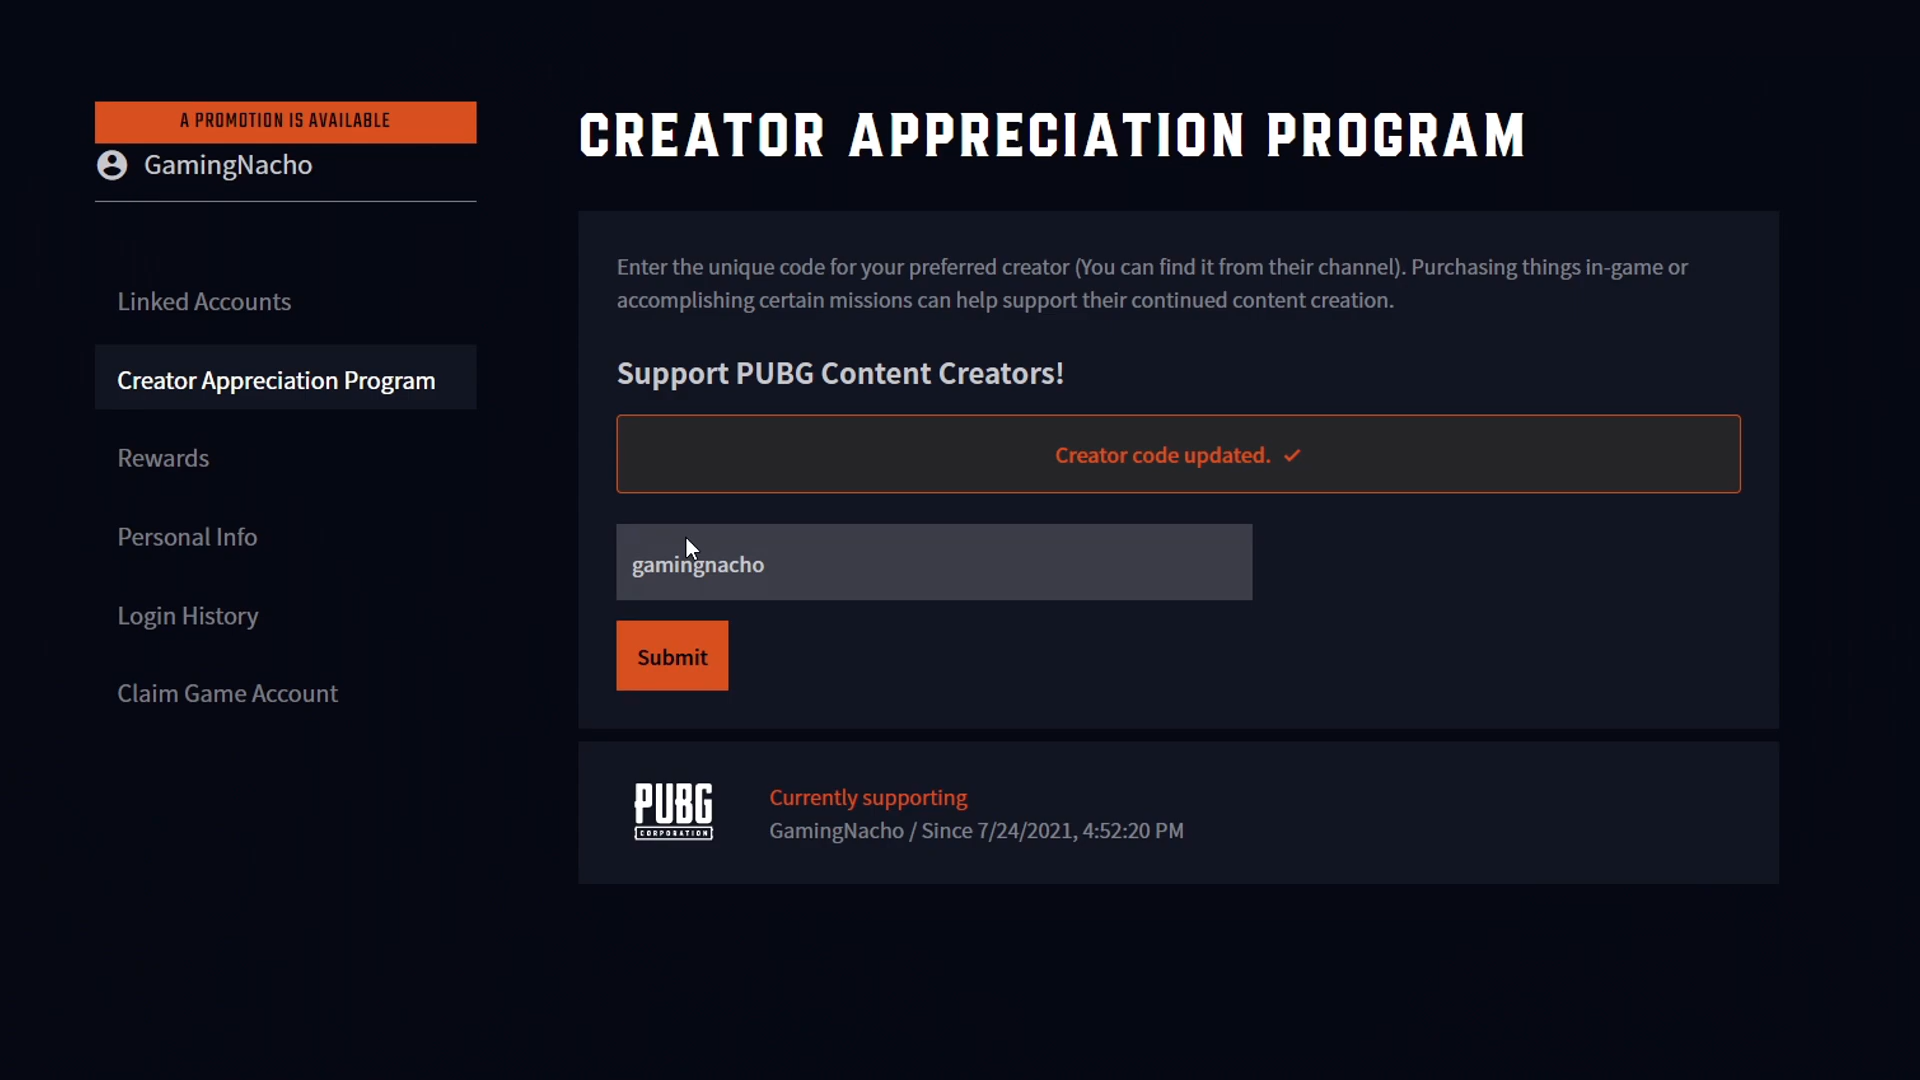 A PROMOTION IS AVAILABLE
GamingNacho
Linked Accounts
Creator Appreciation Program
Rewards
Personal Info
Login History
Claim Game Account
CREATOR APPRECIATION PROGRAM
Enter the unique code for your preferred creator (You can find it from their channel). Purchasing things in-game or
accomplishing certain missions can help support their continued content creation.
Support PUBG Content Creators!
Creator code updated. ✓
gamingnacho
Submit
PUBG
CORPORATION
Currently supporting
GamingNacho / Since 7/24/2021, 4:52:20 PM